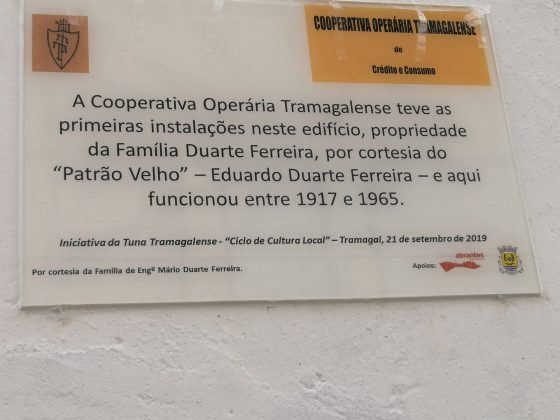 COOPERATIVA OPERÁRIA TRAMAGALENSE
de
Crédito e Consumo
A Cooperativa Operária Tramagalense teve as
primeiras instalações neste edifício, propriedade
da Família Duarte Ferreira, por cortesia do
“Patrão Velho” – Eduardo Duarte Ferreira – e aqui
funcionou entre 1917 e 1965.
Iniciativa da Tuna Tramagalense - “Ciclo de Cultura Local” – Tramagal, 21 de setembro de 2019
Por cortesia da Família de Engº Mário Duarte Ferreira.
Apoios:
abrantes